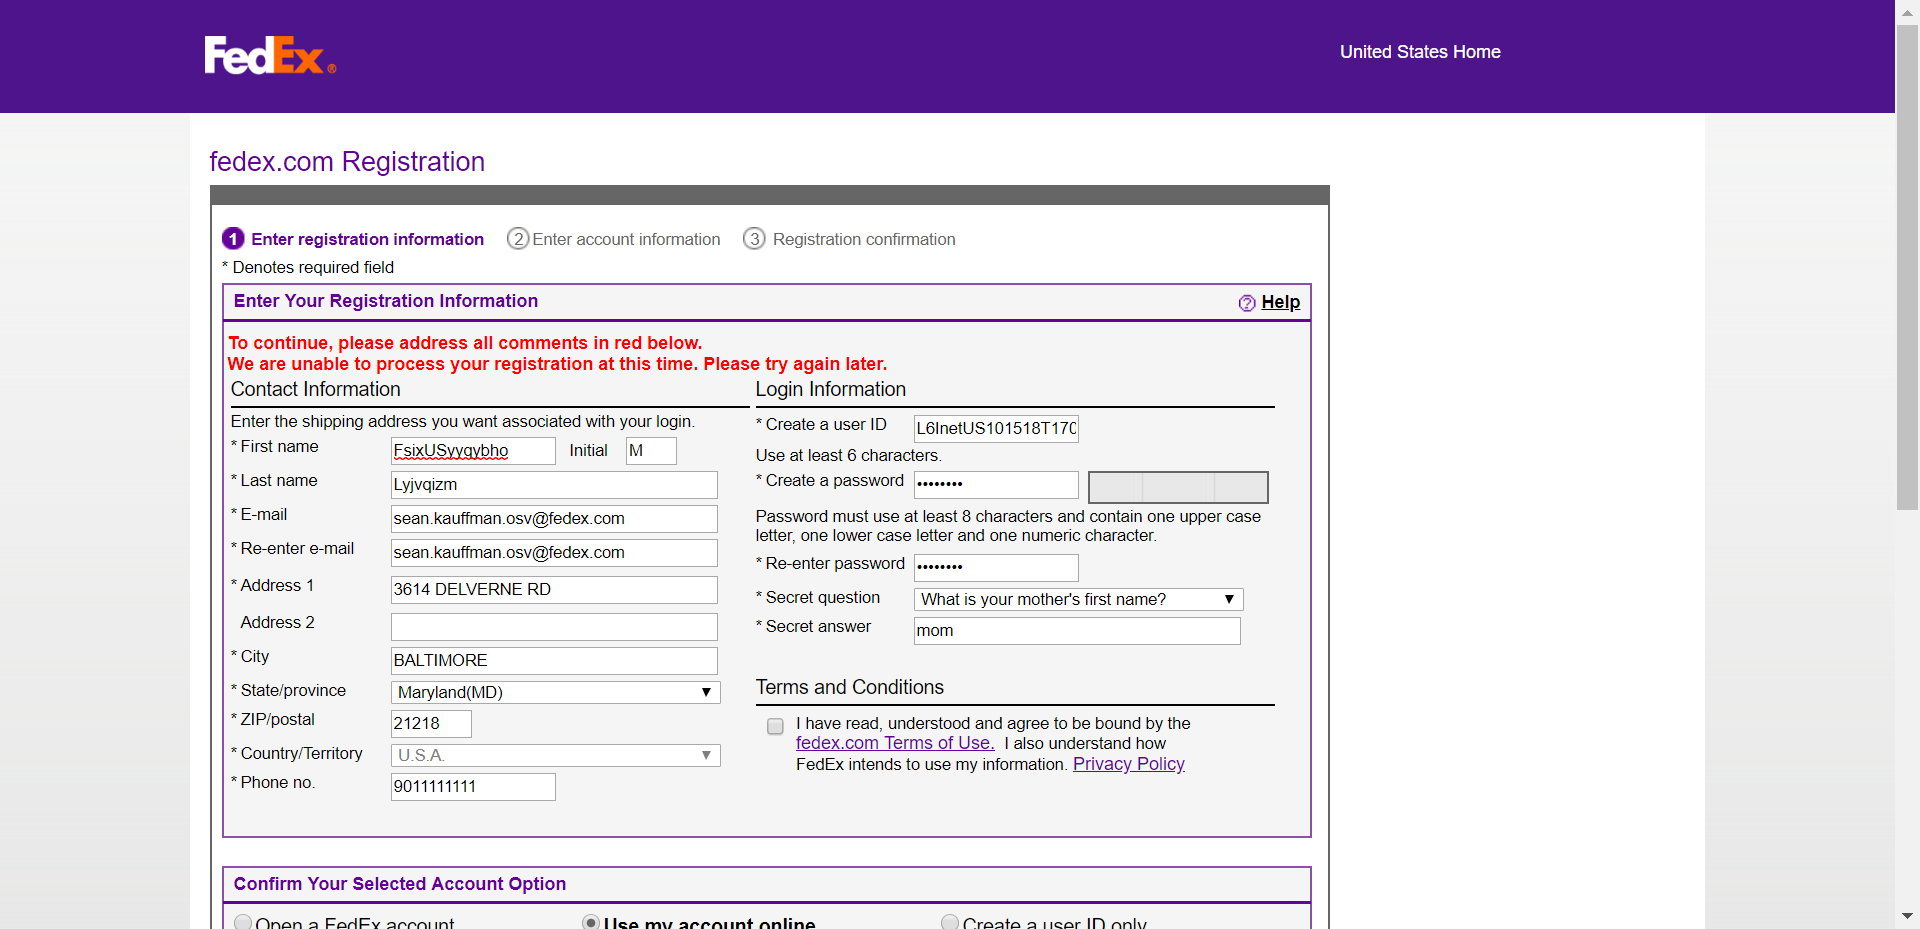 FedEx®
United States Home
fedex.com Registration
1 Enter registration information 2 Enter account information 3 Registration confirmation
* Denotes required field
Enter Your Registration Information
? Help
To continue, please address all comments in red below.
We are unable to process your registration at this time. Please try again later.
Contact Information
Enter the shipping address you want associated with your login.
* First name FsixUSyyqybho Initial M
* Last name Lyjvqizm
* E-mail sean.kauffman.osv@fedex.com
* Re-enter e-mail sean.kauffman.osv@fedex.com
* Address 1 3614 DELVERNE RD
Address 2
* City BALTIMORE
* State/province Maryland(MD)
* ZIP/postal 21218
* Country/Territory U.S.A.
* Phone no. 9011111111
Login Information
* Create a user ID L6InetUS101518T170
Use at least 6 characters.
* Create a password ••••••••
Password must use at least 8 characters and contain one upper case
letter, one lower case letter and one numeric character.
* Re-enter password ••••••••
* Secret question What is your mother's first name?
* Secret answer mom
Terms and Conditions
I have read, understood and agree to be bound by the
fedex.com Terms of Use. I also understand how
FedEx intends to use my information. Privacy Policy
Confirm Your Selected Account Option
Open a FedEx account Use my account online Create a user ID only